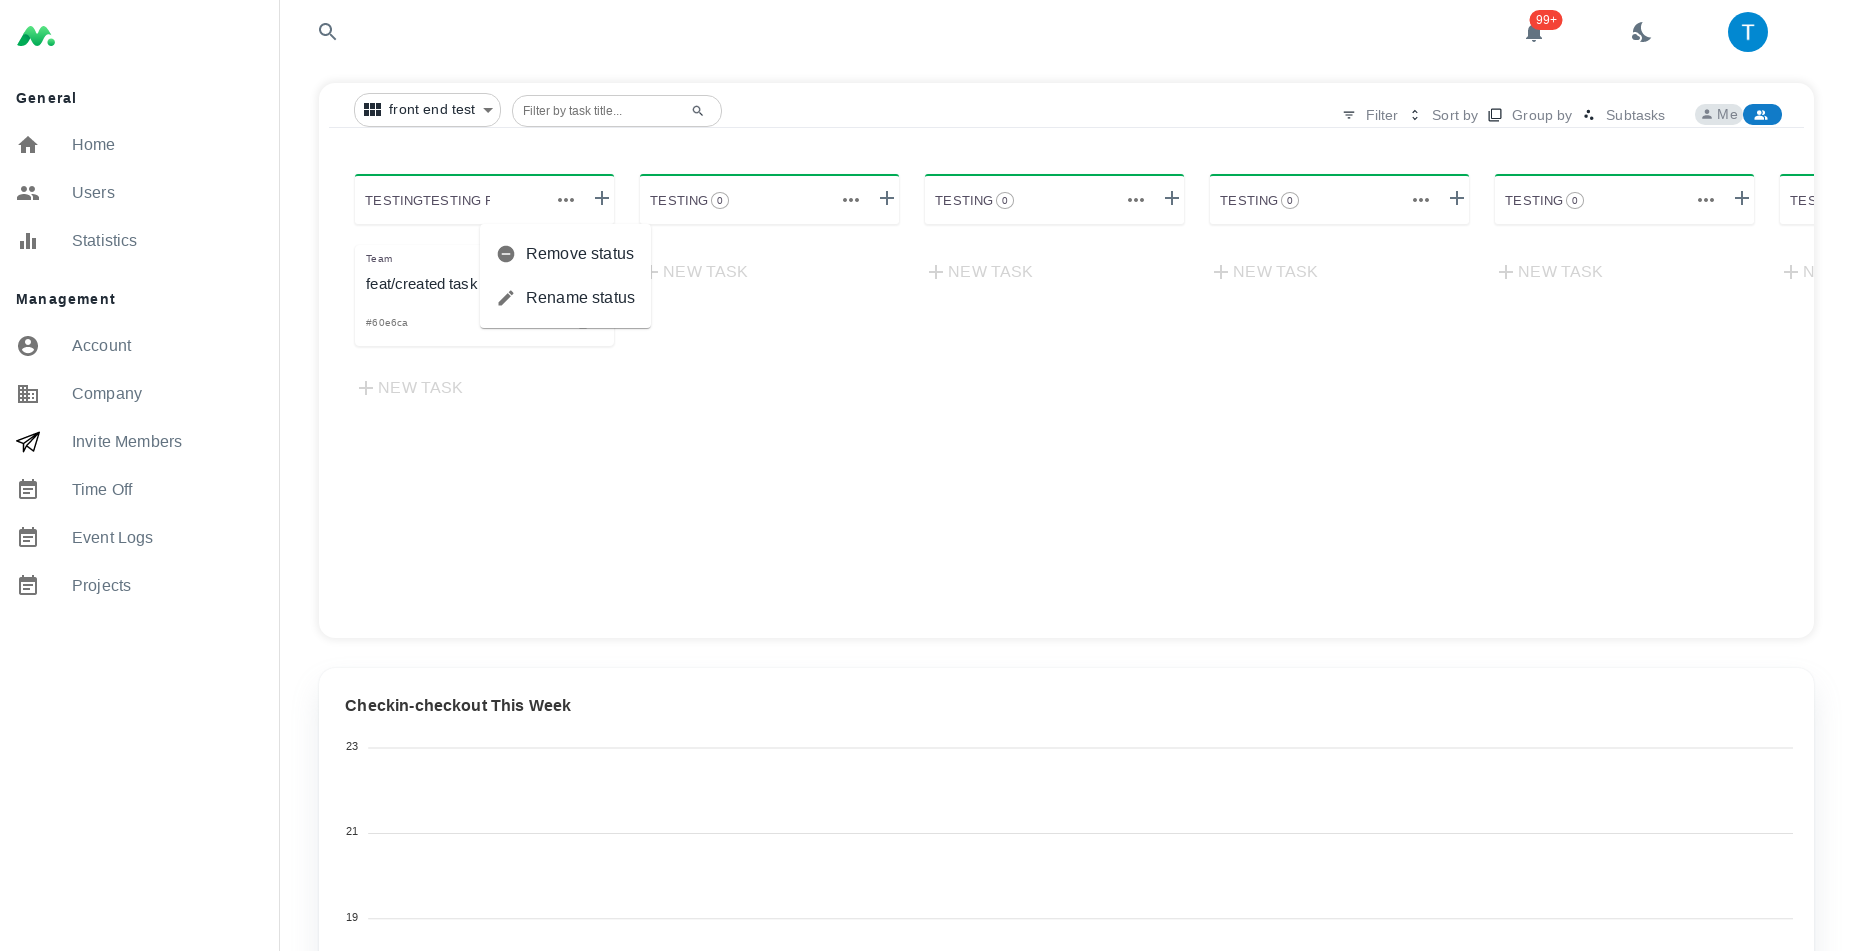 99+
T
General
Home
Users
Statistics
Management
Account
Company
Invite Members
Time Off
Event Logs
Projects
front end test
Filter by task title...
Filter
Sort by
Group by
Subtasks
Me
TESTINGTESTING
TESTING 0
TESTING 0
TESTING 0
TESTING 0
Remove status
Rename status
Team
feat/created task
#60e6ca
NEW TASK
NEW TASK
NEW TASK
NEW TASK
NEW TASK
Checkin-checkout This Week
23
21
19